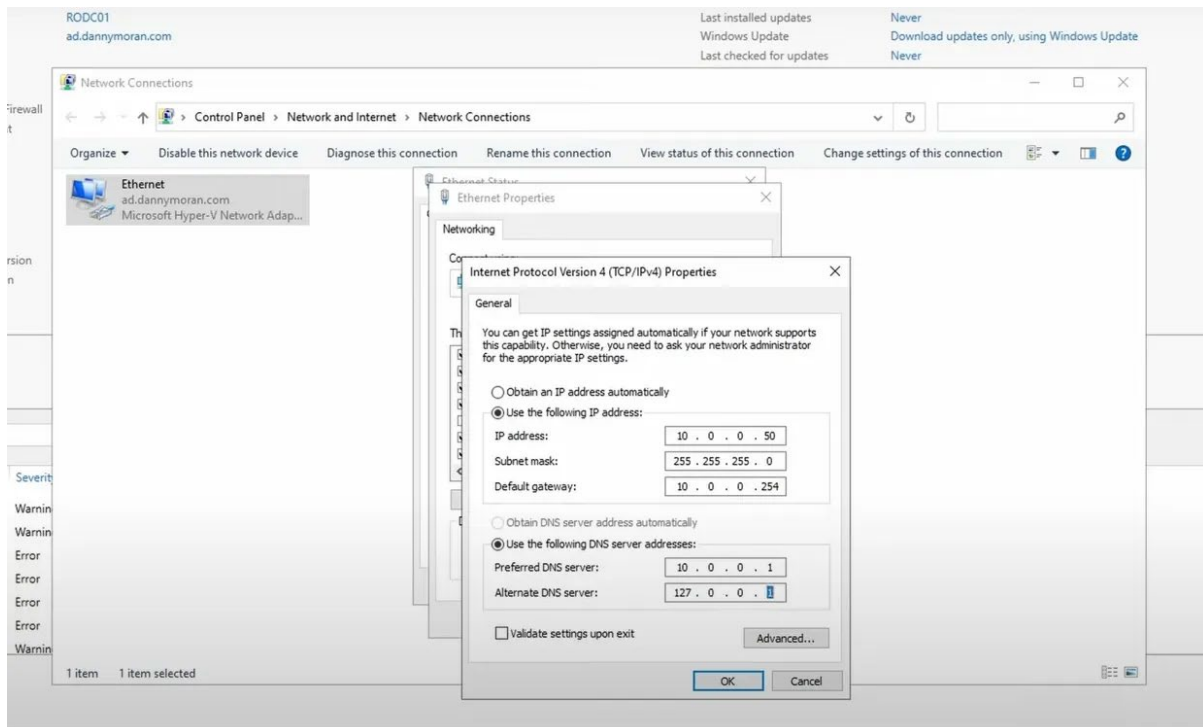 RODC01
ad.dannymoran.com
Last installed updates Never
Windows Update Download updates only, using Windows Update
Last checked for updates Never
Network Connections
Control Panel > Network and Internet > Network Connections
Organize Disable this network device Diagnose this connection Rename this connection View status of this connection Change settings of this connection
Ethernet
ad.dannymoran.com
Microsoft Hyper-V Network Adap...
Ethernet Status
Ethernet Properties
Networking
Internet Protocol Version 4 (TCP/IPv4) Properties
General
You can get IP settings assigned automatically if your network supports
this capability. Otherwise, you need to ask your network administrator
for the appropriate IP settings.
Obtain an IP address automatically
Use the following IP address:
IP address: 10 . 0 . 0 . 50
Subnet mask: 255 . 255 . 255 . 0
Default gateway: 10 . 0 . 0 . 254
Obtain DNS server address automatically
Use the following DNS server addresses:
Preferred DNS server: 10 . 0 . 0 . 1
Alternate DNS server: 127 . 0 . 0 . 1
Validate settings upon exit
Advanced...
OK Cancel
Severit
Warnin
Warnin
Error
Error
Error
Error
Warnin
1 item 1 item selected